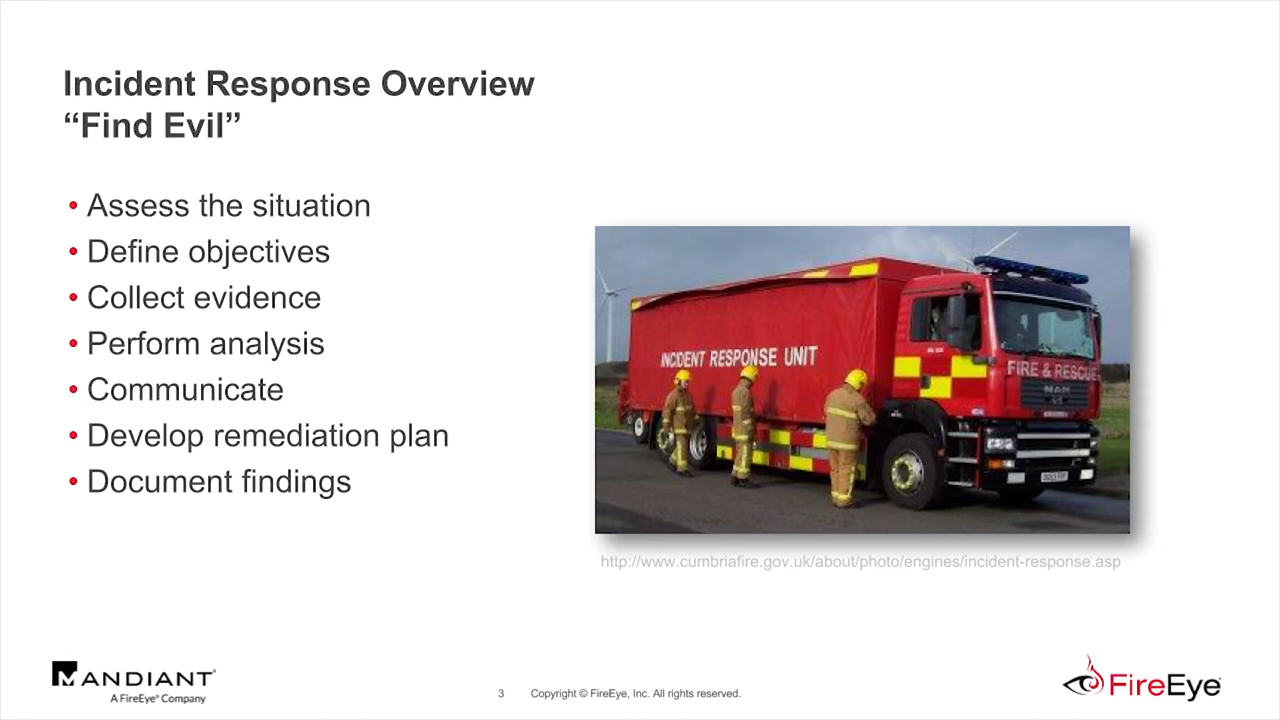 Incident Response Overview
“Find Evil”
• Assess the situation
• Define objectives
• Collect evidence
• Perform analysis
• Communicate
• Develop remediation plan
• Document findings
INCIDENT RESPONSE UNIT
FIRE & RESCUE
MAN
http://www.cumbriafire.gov.uk/about/photo/engines/incident-response.asp
MANDIANT®
A FireEye® Company
3 Copyright © FireEye, Inc. All rights reserved.
FireEye